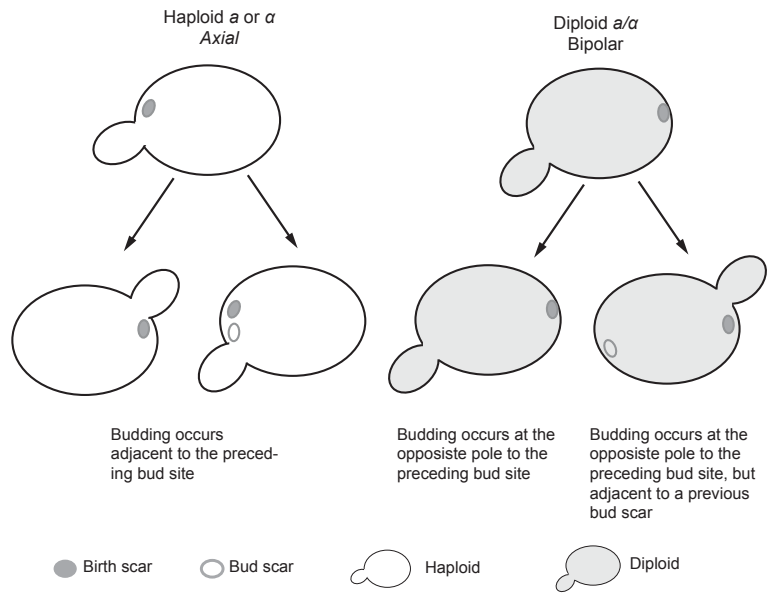 Haploid a or α
Axial
Diploid a/α
Bipolar
Budding occurs
adjacent to the preced-
ing bud site
Budding occurs at the
opposiste pole to the
preceding bud site
Budding occurs at the
opposiste pole to the
preceding bud site, but
adjacent to a previous
bud scar
Birth scar
Bud scar
Haploid
Diploid